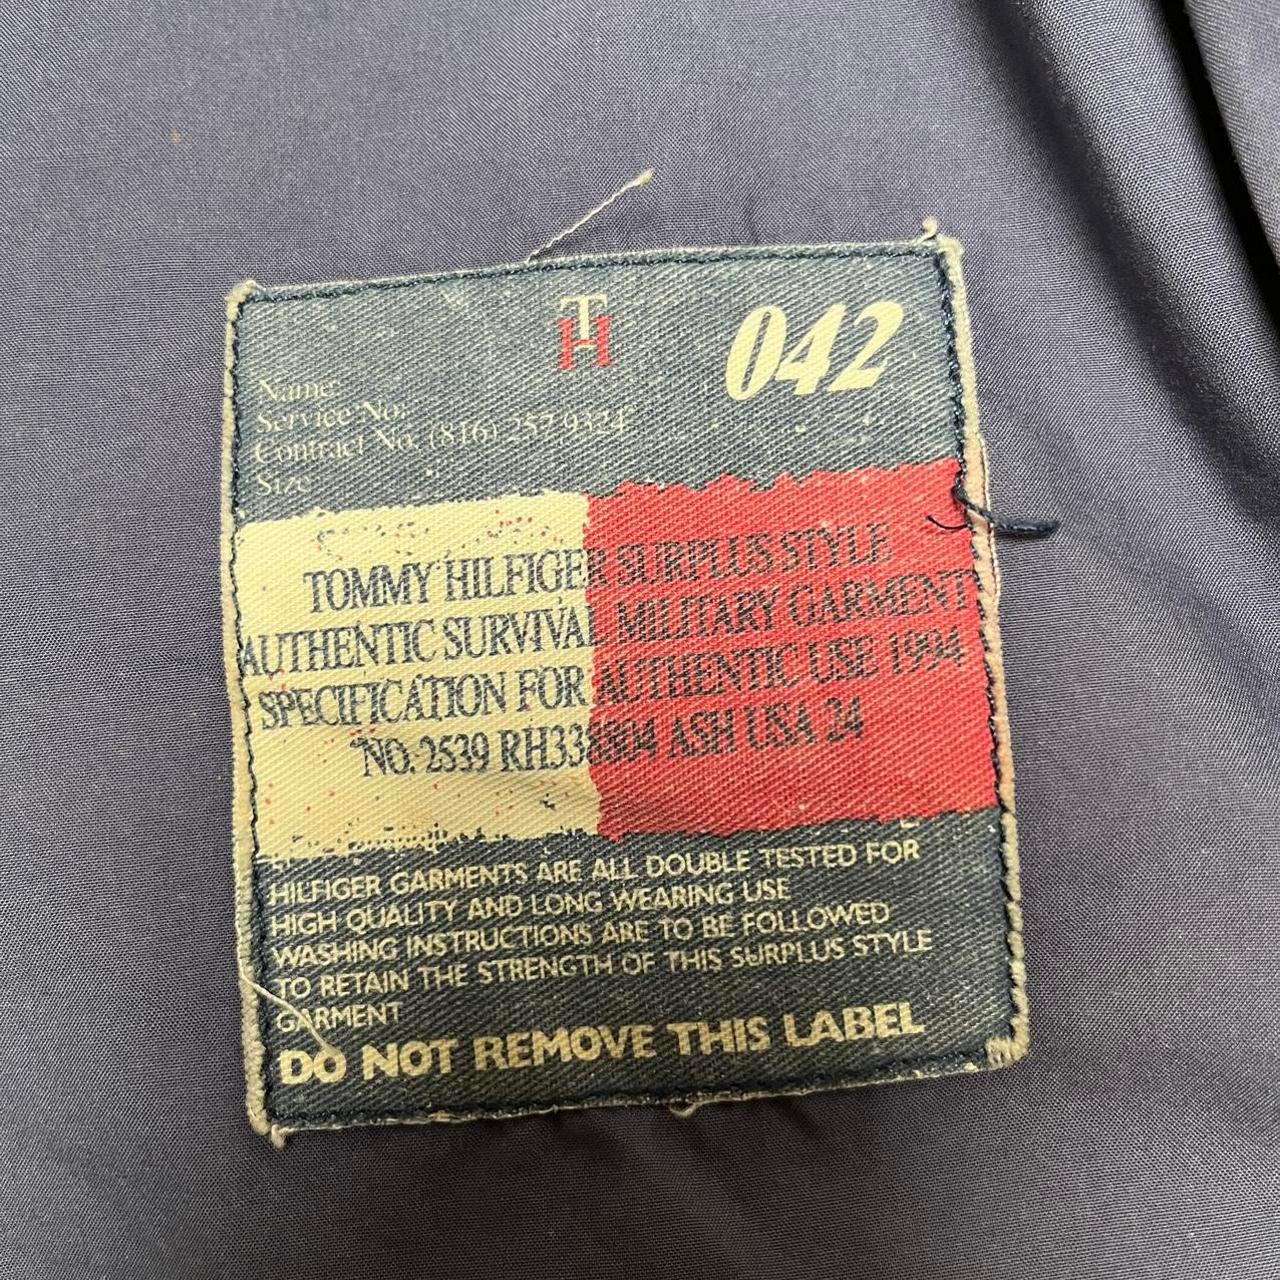 TH
042
Name:
Service No:
Contract No. (816) 257 9324
Size
TOMMY HILFIGER SURPLUS STYLE
AUTHENTIC SURVIVAL MILITARY GARMENT
SPECIFICATION FOR AUTHENTIC USE 1994
NO. 2539 RH338804 ASH USA 24
HILFIGER GARMENTS ARE ALL DOUBLE TESTED FOR
HIGH QUALITY AND LONG WEARING USE
WASHING INSTRUCTIONS ARE TO BE FOLLOWED
TO RETAIN THE STRENGTH OF THIS SURPLUS STYLE
GARMENT
DO NOT REMOVE THIS LABEL